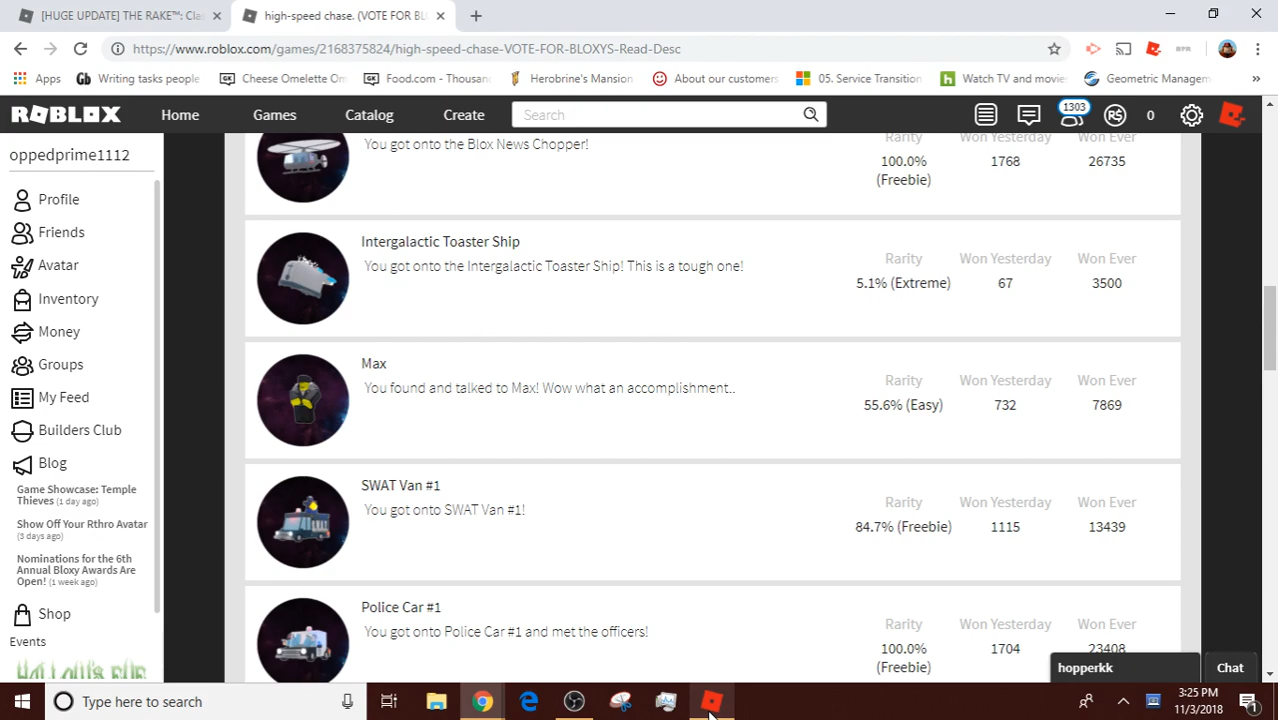 [HUGE UPDATE] THE RAKE™: Cla
high-speed chase. (VOTE FOR BL
https://www.roblox.com/games/2168375824/high-speed-chase-VOTE-FOR-BLOXYS-Read-Desc
Apps
Writing tasks people
Cheese Omelette Om
Food.com - Thousan
Herobrine's Mansion
About our customers
05. Service Transition
Watch TV and movie
Geometric Managem
ROBLOX
Home
Games
Catalog
Create
Search
1303
0
oppedprime1112
Profile
Friends
Avatar
Inventory
Money
Groups
My Feed
Builders Club
Blog
Game Showcase: Temple
Thieves (1 day ago)
Show Off Your Rthro Avatar
(3 days ago)
Nominations for the 6th
Annual Bloxy Awards Are
Open! (1 week ago)
Shop
Events
You got onto the Blox News Chopper!
Rarity
Won Yesterday
Won Ever
100.0%
(Freebie)
1768
26735
Intergalactic Toaster Ship
You got onto the Intergalactic Toaster Ship! This is a tough one!
Rarity
Won Yesterday
Won Ever
5.1% (Extreme)
67
3500
Max
You found and talked to Max! Wow what an accomplishment..
Rarity
Won Yesterday
Won Ever
55.6% (Easy)
732
7869
SWAT Van #1
You got onto SWAT Van #1!
Rarity
Won Yesterday
Won Ever
84.7% (Freebie)
1115
13439
Police Car #1
You got onto Police Car #1 and met the officers!
Rarity
Won Yesterday
Won Ever
100.0%
(Freebie)
1704
23408
hopperkk
Chat
Type here to search
3:25 PM
11/3/2018
1